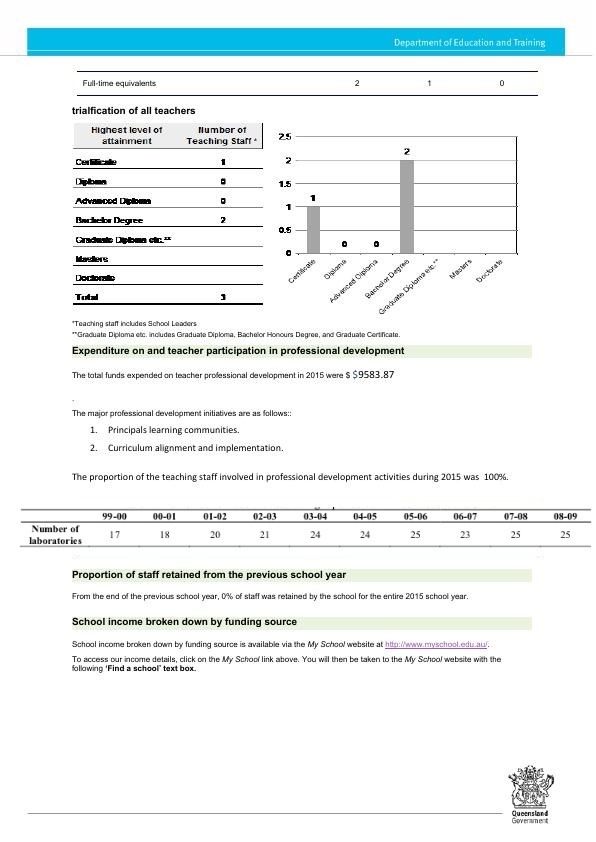 Department of Education and Training
Full-time equivalents 2 1 0
trialfication of all teachers
Highest level of attainment Number of Teaching Staff *
Certificate 1
Diploma 0
Advanced Diploma 0
Bachelor Degree 2
Graduate Diploma etc.**
Masters
Doctorate
Total 3
2.5
2
1.5
1
0.5
0
1
0
0
2
Certificate
Diploma
Advanced Diploma
Bachelor Degree
Graduate Diploma etc.**
Masters
Doctorate
*Teaching staff includes School Leaders
**Graduate Diploma etc. includes Graduate Diploma, Bachelor Honours Degree, and Graduate Certificate.
Expenditure on and teacher participation in professional development
The total funds expended on teacher professional development in 2015 were $ $9583.87
.
The major professional development initiatives are as follows::
1. Principals learning communities.
2. Curriculum alignment and implementation.
The proportion of the teaching staff involved in professional development activities during 2015 was 100%.
99-00 00-01 01-02 02-03 03-04 04-05 05-06 06-07 07-08 08-09
Number of laboratories 17 18 20 21 24 24 25 23 25 25
Proportion of staff retained from the previous school year
From the end of the previous school year, 0% of staff was retained by the school for the entire 2015 school year.
School income broken down by funding source
School income broken down by funding source is available via the My School website at http://www.myschool.edu.au/.
To access our income details, click on the My School link above. You will then be taken to the My School website with the
following 'Find a school' text box.
Queensland
Government